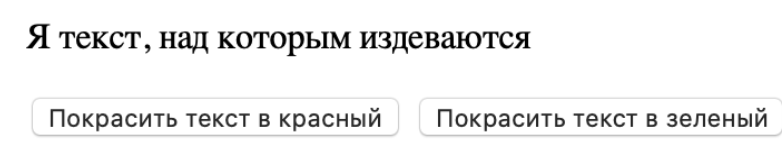 Я текст, над которым издеваются
Покрасить текст в красный Покрасить текст в зеленый